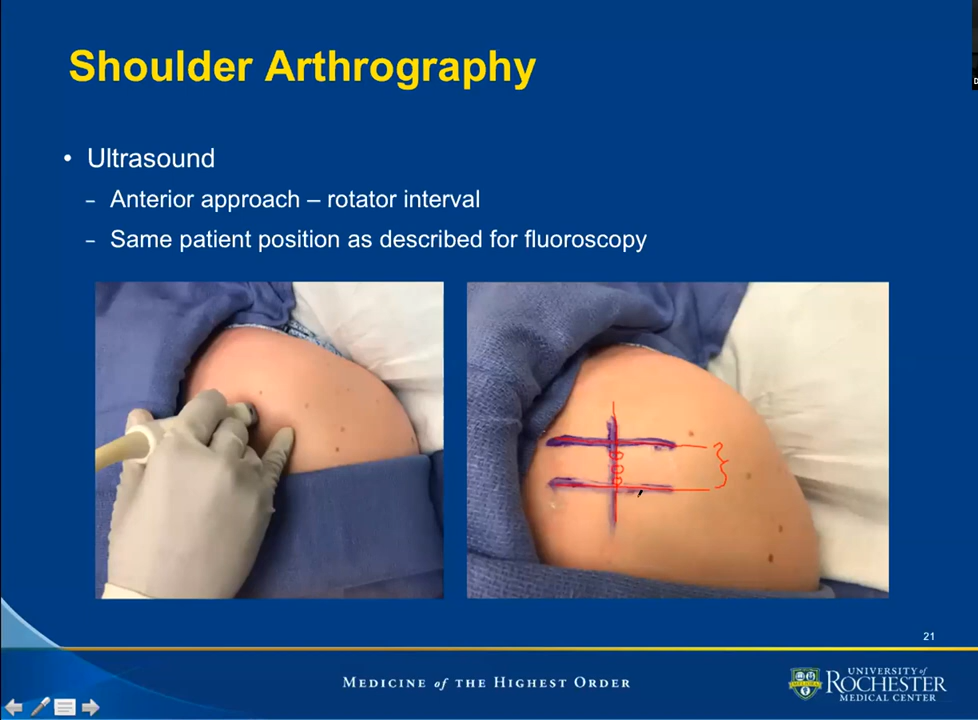 Shoulder Arthrography
• Ultrasound
– Anterior approach – rotator interval
– Same patient position as described for fluoroscopy
21
MEDICINE of THE HIGHEST ORDER
UNIVERSITY of
ROCHESTER
MEDICAL CENTER
MELIORA
D